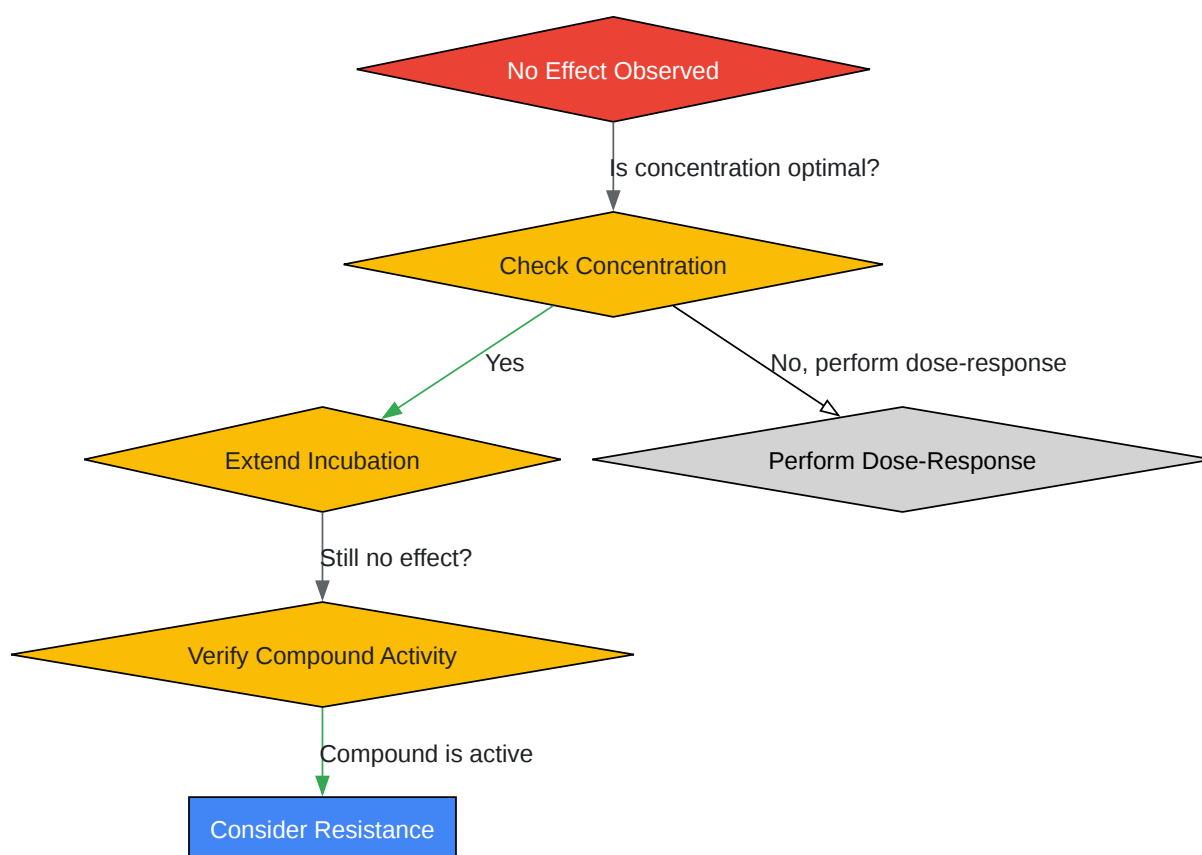 No Effect Observed
Is concentration optimal?
Check Concentration
Yes
No, perform dose-response
Extend Incubation
Perform Dose-Response
Still no effect?
Verify Compound Activity
Compound is active
Consider Resistance